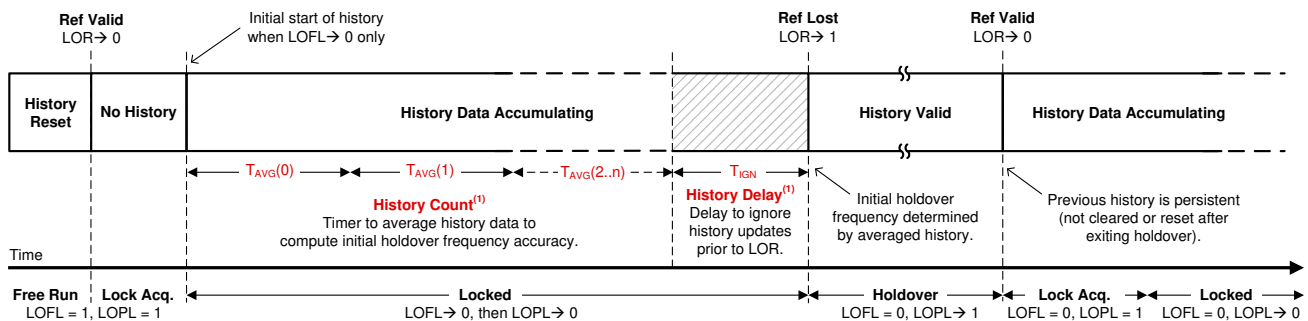 Ref Valid
LOR→ 0
Initial start of history
when LOFL→ 0 only
Ref Lost
LOR→ 1
Ref Valid
LOR→ 0
History
Reset
No History
History Data Accumulating
History Valid
History Data Accumulating
TAVG(0)
TAVG(1)
TAVG(2..n)
TIGN
History Count(1)
Timer to average history data to
compute initial holdover frequency accuracy.
History Delay(1)
Delay to ignore
history updates
prior to LOR.
Initial holdover
frequency determined
by averaged history.
Previous history is persistent
(not cleared or reset after
exiting holdover).
Time
Free Run
Lock Acq.
LOFL = 1, LOPL = 1
Locked
LOFL→ 0, then LOPL→ 0
Holdover
LOFL = 0, LOPL→ 1
Lock Acq.
LOFL = 0, LOPL = 1
Locked
LOFL = 0, LOPL→ 0